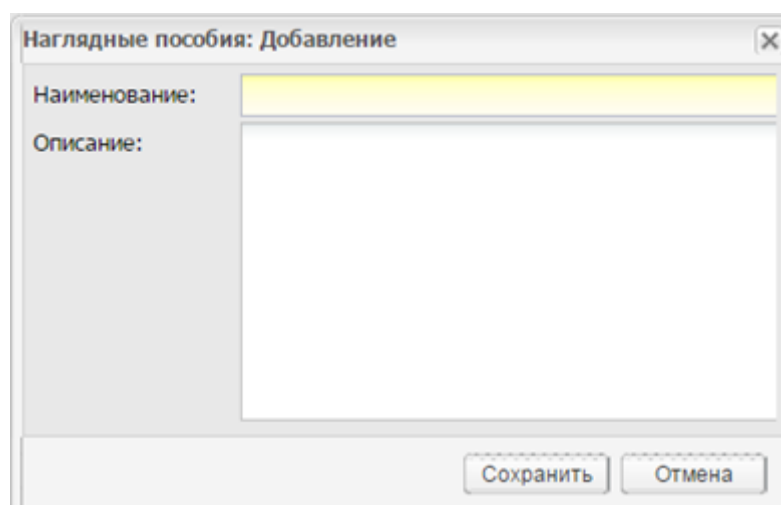 Наглядные пособия: Добавление
Наименование:
Описание:
Сохранить Отмена